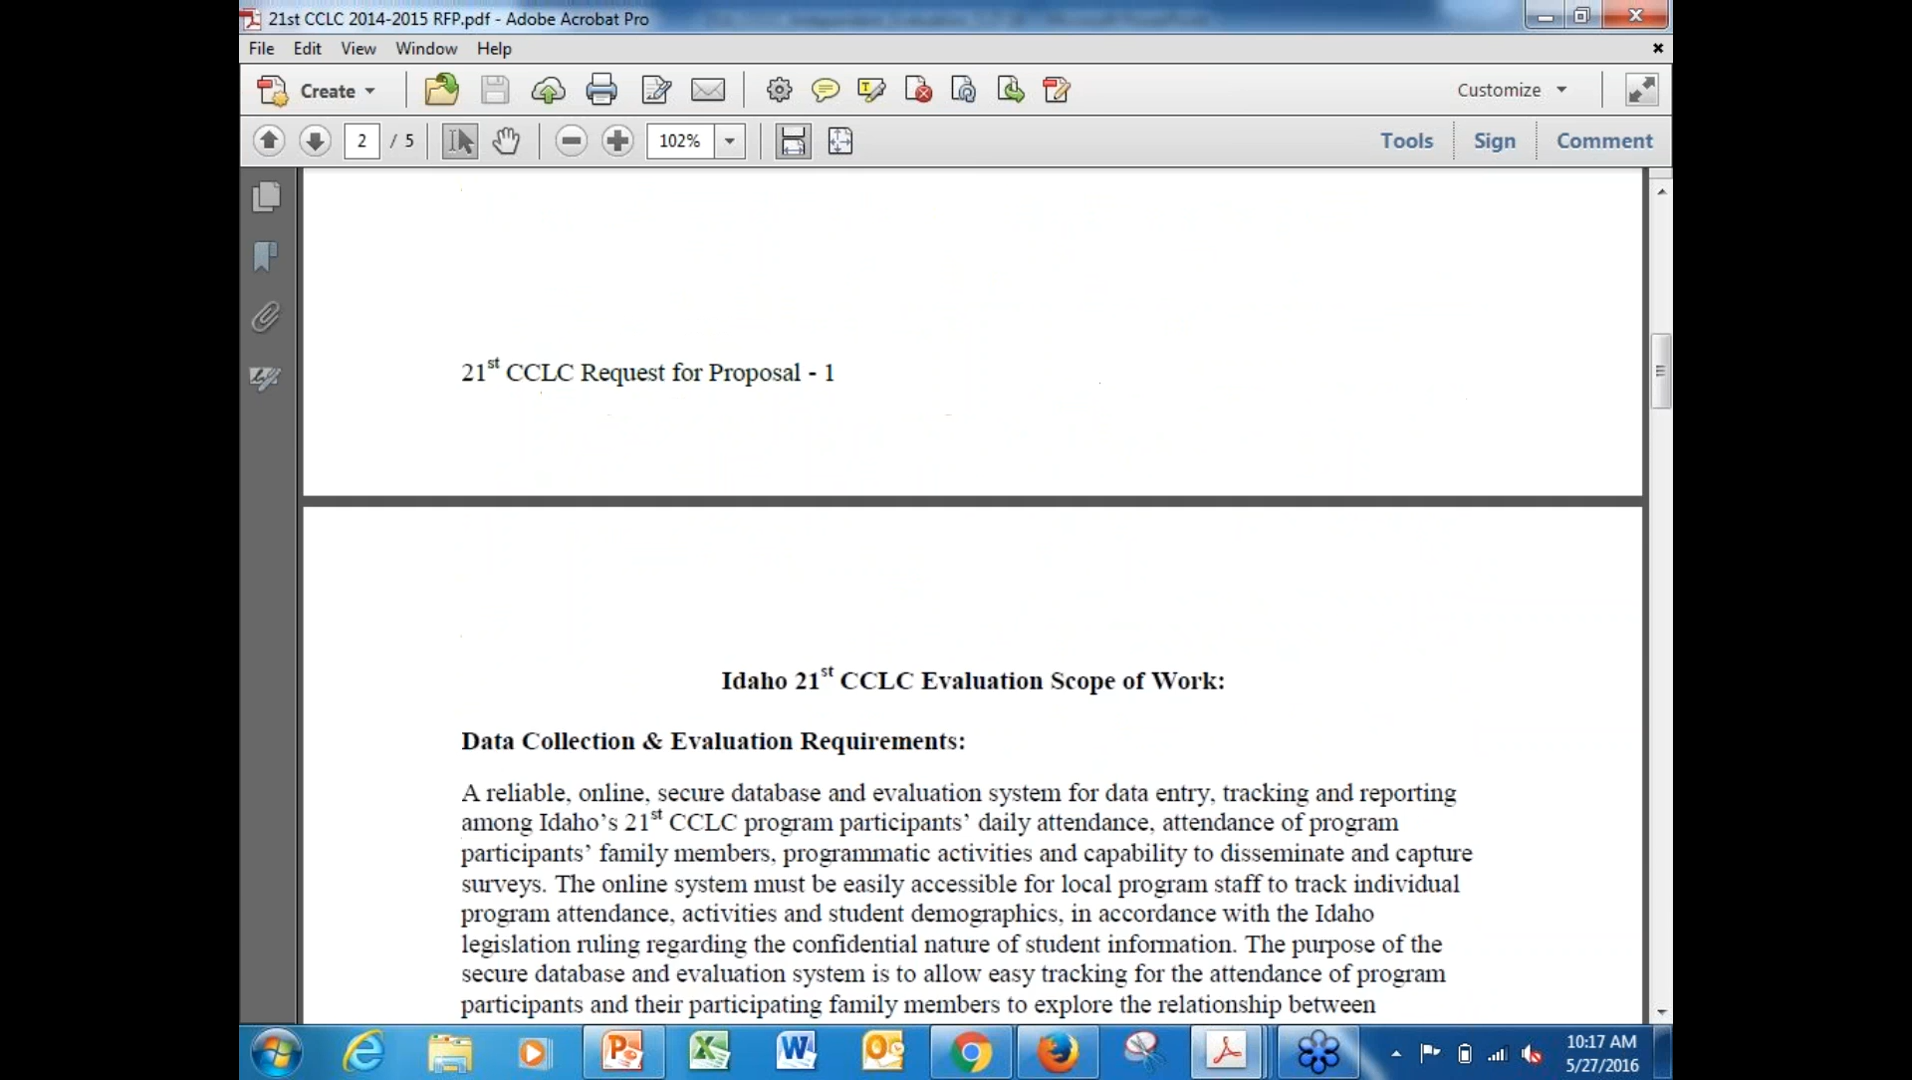 21st CCLC 2014-2015 RFP.pdf - Adobe Acrobat Pro
File Edit View Window Help
Create
Customize
2 / 5
102%
Tools Sign Comment
21st CCLC Request for Proposal - 1
Idaho 21st CCLC Evaluation Scope of Work:
Data Collection & Evaluation Requirements:
A reliable, online, secure database and evaluation system for data entry, tracking and reporting
among Idaho’s 21st CCLC program participants’ daily attendance, attendance of program
participants’ family members, programmatic activities and capability to disseminate and capture
surveys. The online system must be easily accessible for local program staff to track individual
program attendance, activities and student demographics, in accordance with the Idaho
legislation ruling regarding the confidential nature of student information. The purpose of the
secure database and evaluation system is to allow easy tracking for the attendance of program
participants and their participating family members to explore the relationship between
10:17 AM
5/27/2016